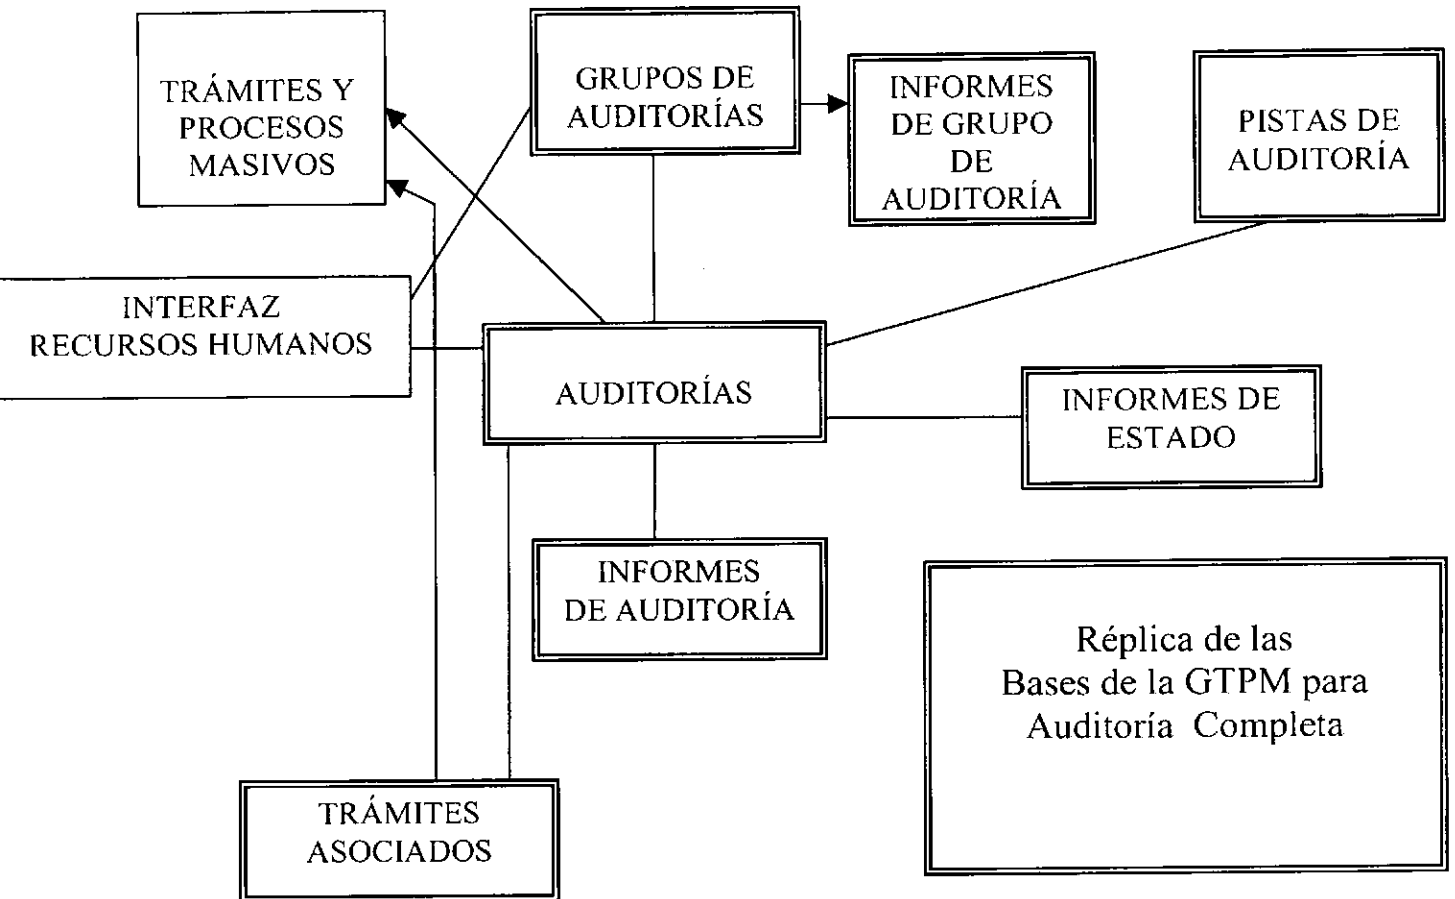 TRÁMITES Y
PROCESOS
MASIVOS
GRUPOS DE
AUDITORÍAS
INFORMES
DE GRUPO
DE
AUDITORÍA
PISTAS DE
AUDITORÍA
INTERFAZ
RECURSOS HUMANOS
AUDITORÍAS
INFORMES DE
ESTADO
INFORMES
DE AUDITORÍA
Réplica de las
Bases de la GTPM para
Auditoría Completa
TRÁMITES
ASOCIADOS